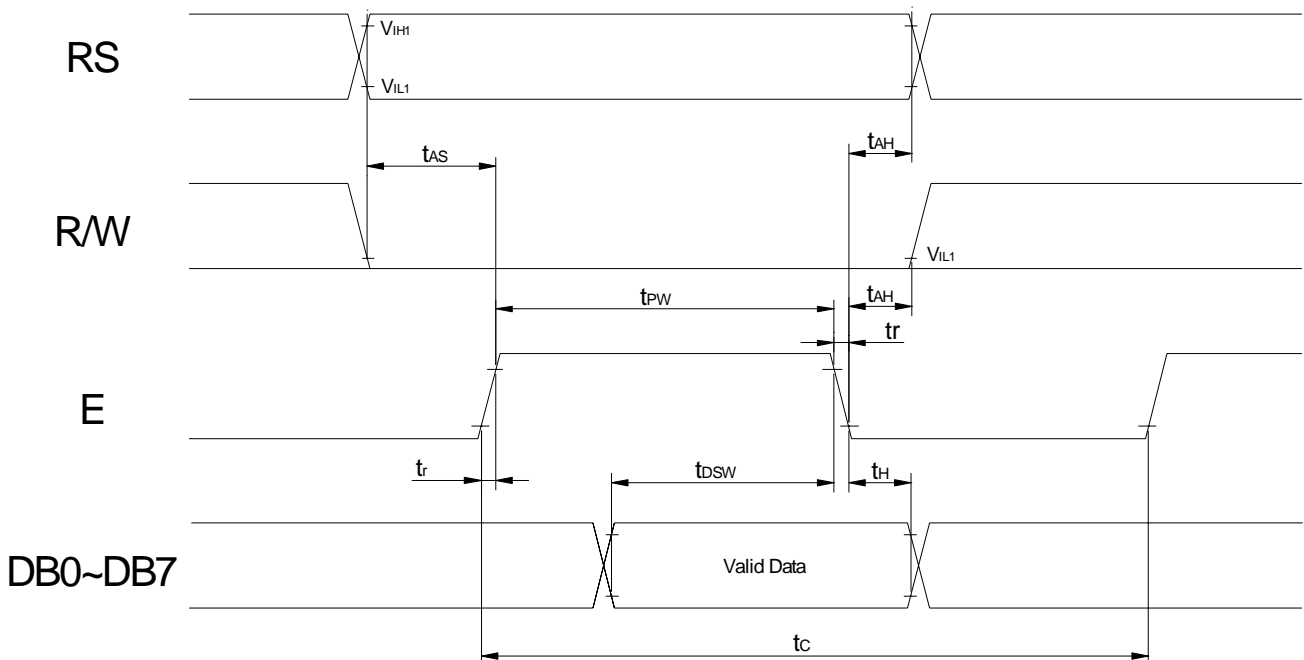 RS
VIH1
VIL1
tAS
tAH
R/W
VIL1
tPW
tAH
tr
E
tr
tDSW
tH
DB0~DB7
Valid Data
tC